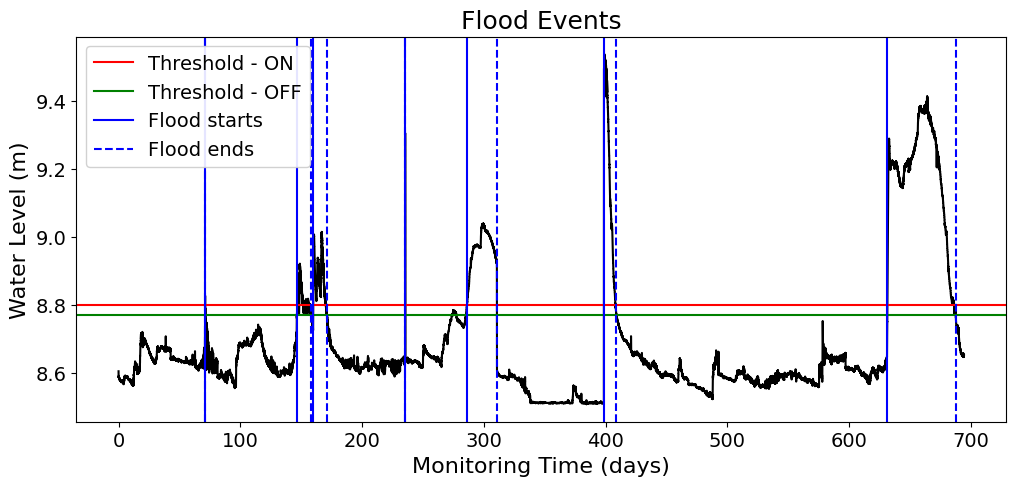 Flood Events
Threshold - ON
Threshold - OFF
Flood starts
Flood ends
Water Level (m)
9.4
9.2
9.0
8.8
8.6
0 100 200 300 400 500 600 700
Monitoring Time (days)